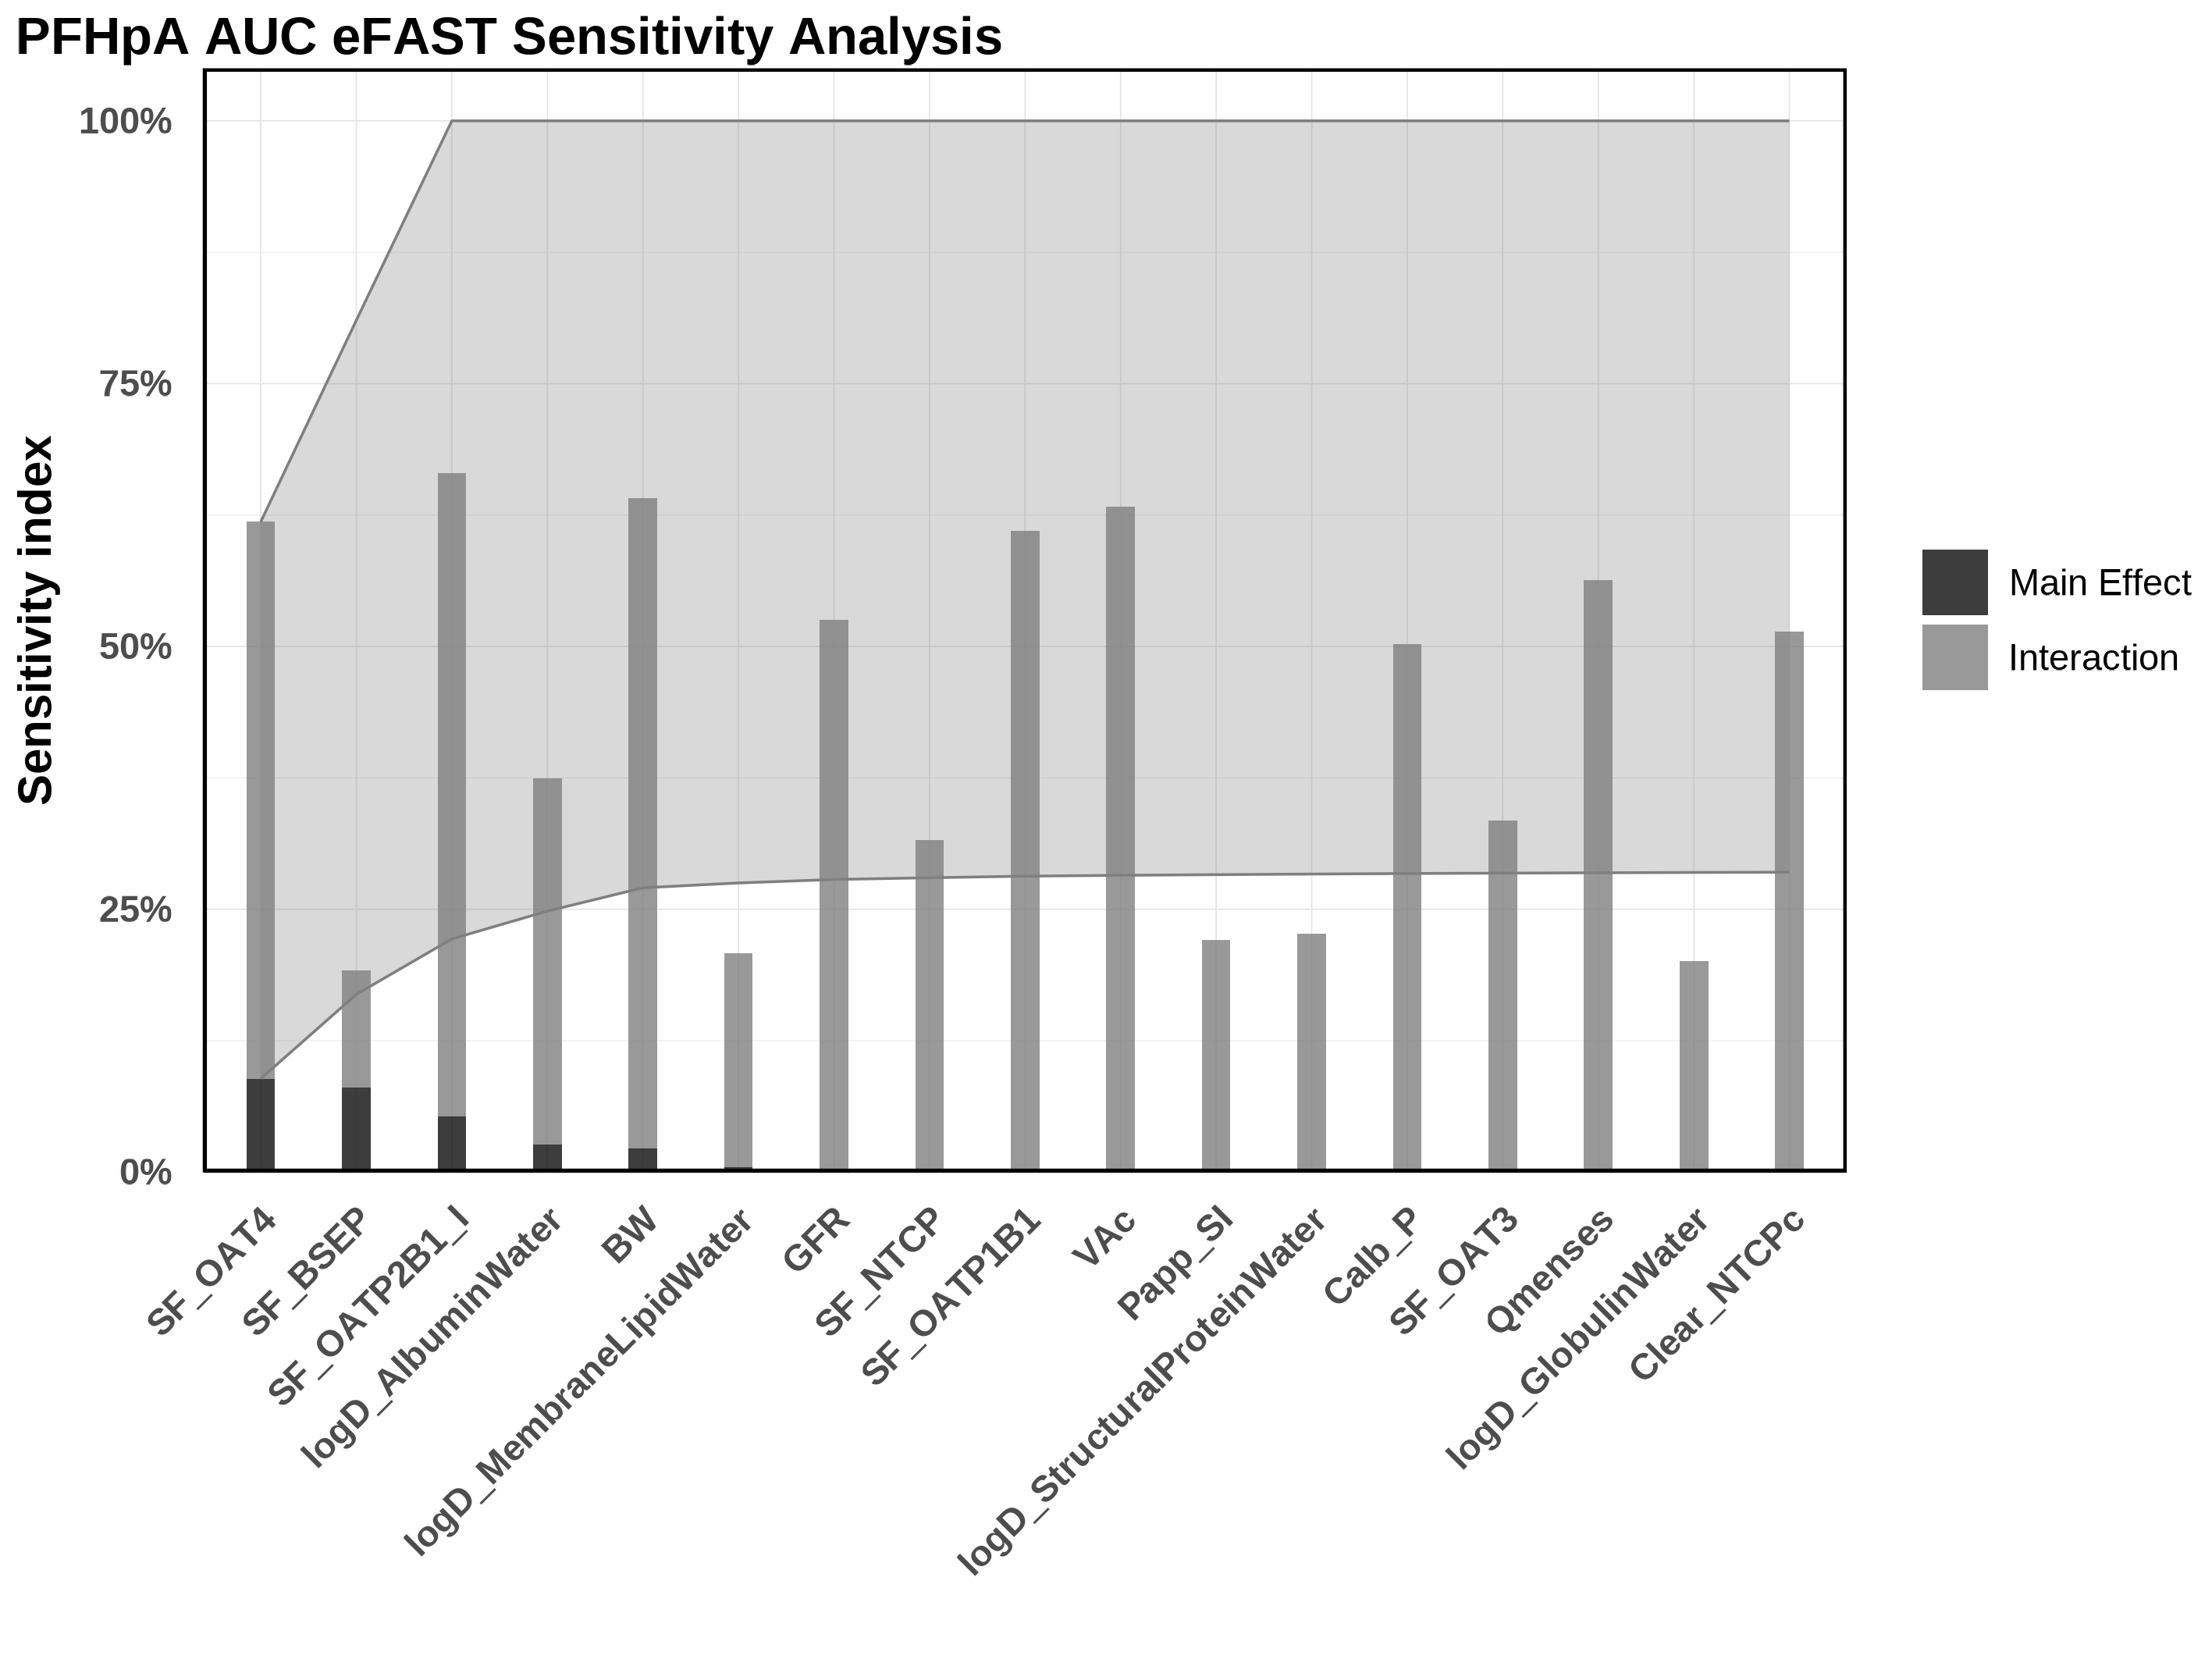 PFHpA AUC eFAST Sensitivity Analysis
Sensitivity index
100%
75%
50%
25%
0%
SF_OAT4
SF_BSEP
SF_OATP2B1_I
logD_AlbuminWater
BW
logD_MembraneLipidWater
GFR
SF_NTCP
SF_OATP1B1
VAc
Papp_SI
logD_StructuralProteinWater
Calb_P
SF_OAT3
Qmenses
logD_GlobulinWater
Clear_NTCPc
Main Effect
Interaction